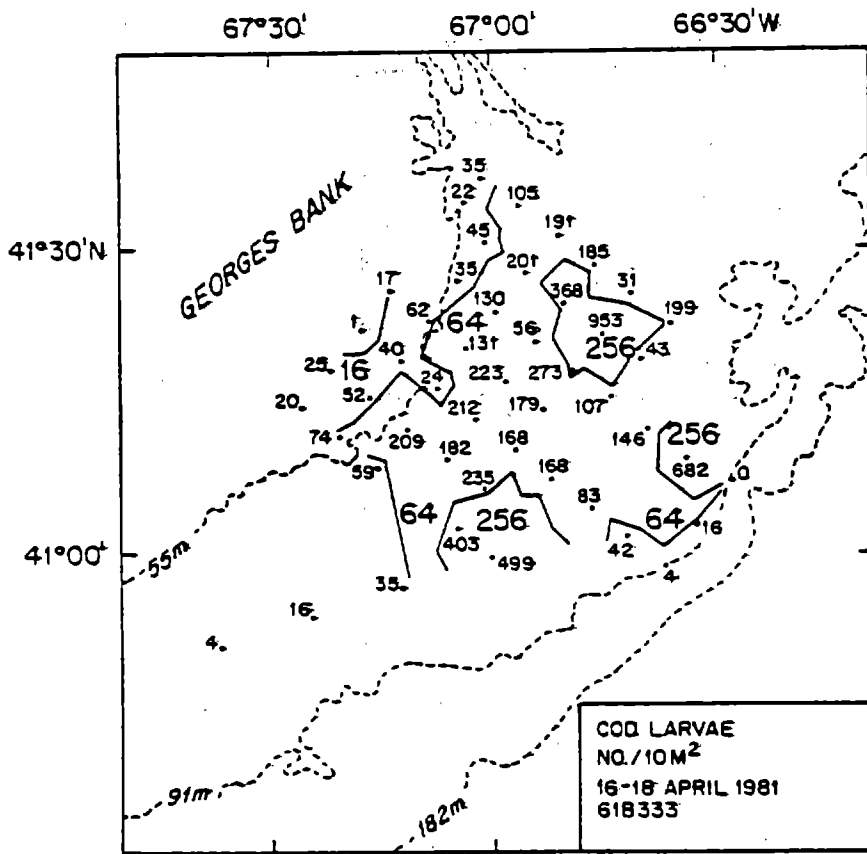 67°30' 67°00' 66°30'W
35
22 105
GEORGES BANK
45 191
41°30'N
201 185
17 35 368 31
62 64 130 199
1 131 56 953
256
25 16 40 43
24 223 273
20 52 212 179 107
74 209 146 256
182 168 682
59 235 168 0
64 256 83 64 16
403 42
41°00'
499 4
55m 35
16
4
COD LARVAE
NO./10M²
16-18 APRIL 1981
618333
91m 182m